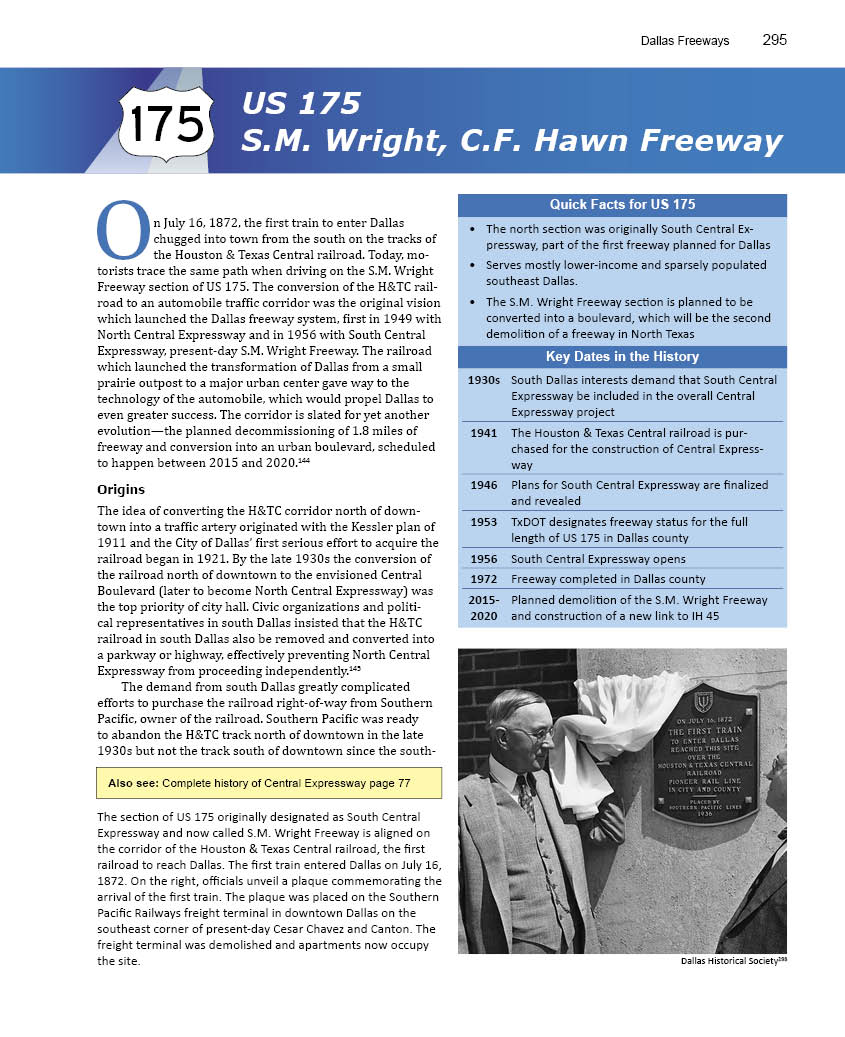 Dallas Freeways 295
175
US 175
S.M. Wright, C.F. Hawn Freeway
On July 16, 1872, the first train to enter Dallas
chugged into town from the south on the tracks of
the Houston & Texas Central railroad. Today, mo-
torists trace the same path when driving on the S.M. Wright
Freeway section of US 175. The conversion of the H&TC rail-
road to an automobile traffic corridor was the original vision
which launched the Dallas freeway system, first in 1949 with
North Central Expressway and in 1956 with South Central
Expressway, present-day S.M. Wright Freeway. The railroad
which launched the transformation of Dallas from a small
prairie outpost to a major urban center gave way to the
technology of the automobile, which would propel Dallas to
even greater success. The corridor is slated for yet another
evolution—the planned decommissioning of 1.8 miles of
freeway and conversion into an urban boulevard, scheduled
to happen between 2015 and 2020.144
Origins
The idea of converting the H&TC corridor north of down-
town into a traffic artery originated with the Kessler plan of
1911 and the City of Dallas' first serious effort to acquire the
railroad began in 1921. By the late 1930s the conversion of
the railroad north of downtown to the envisioned Central
Boulevard (later to become North Central Expressway) was
the top priority of city hall. Civic organizations and politi-
cal representatives in south Dallas insisted that the H&TC
railroad in south Dallas also be removed and converted into
a parkway or highway, effectively preventing North Central
Expressway from proceeding independently.145
The demand from south Dallas greatly complicated
efforts to purchase the railroad right-of-way from Southern
Pacific, owner of the railroad. Southern Pacific was ready
to abandon the H&TC track north of downtown in the late
1930s but not the track south of downtown since the south-
Also see: Complete history of Central Expressway page 77
The section of US 175 originally designated as South Central
Expressway and now called S.M. Wright Freeway is aligned on
the corridor of the Houston & Texas Central railroad, the first
railroad to reach Dallas. The first train entered Dallas on July 16,
1872. On the right, officials unveil a plaque commemorating the
arrival of the first train. The plaque was placed on the Southern
Pacific Railways freight terminal in downtown Dallas on the
southeast corner of present-day Cesar Chavez and Canton. The
freight terminal was demolished and apartments now occupy
the site.
Quick Facts for US 175
• The north section was originally South Central Ex-
pressway, part of the first freeway planned for Dallas
• Serves mostly lower-income and sparsely populated
southeast Dallas.
• The S.M. Wright Freeway section is planned to be
converted into a boulevard, which will be the second
demolition of a freeway in North Texas
Key Dates in the History
1930s South Dallas interests demand that South Central
Expressway be included in the overall Central
Expressway project
1941 The Houston & Texas Central railroad is pur-
chased for the construction of Central Express-
way
1946 Plans for South Central Expressway are finalized
and revealed
1953 TxDOT designates freeway status for the full
length of US 175 in Dallas county
1956 South Central Expressway opens
1972 Freeway completed in Dallas county
2015- Planned demolition of the S.M. Wright Freeway
2020 and construction of a new link to IH 45
ON JULY 16, 1872
THE FIRST TRAIN
TO ENTER DALLAS
REACHED THIS SITE
OVER THE
HOUSTON & TEXAS CENTRAL
RAILROAD
PIONEER RAIL LINE
IN CITY AND COUNTY
PLACED BY
SOUTHERN PACIFIC LINES
1936
Dallas Historical Society